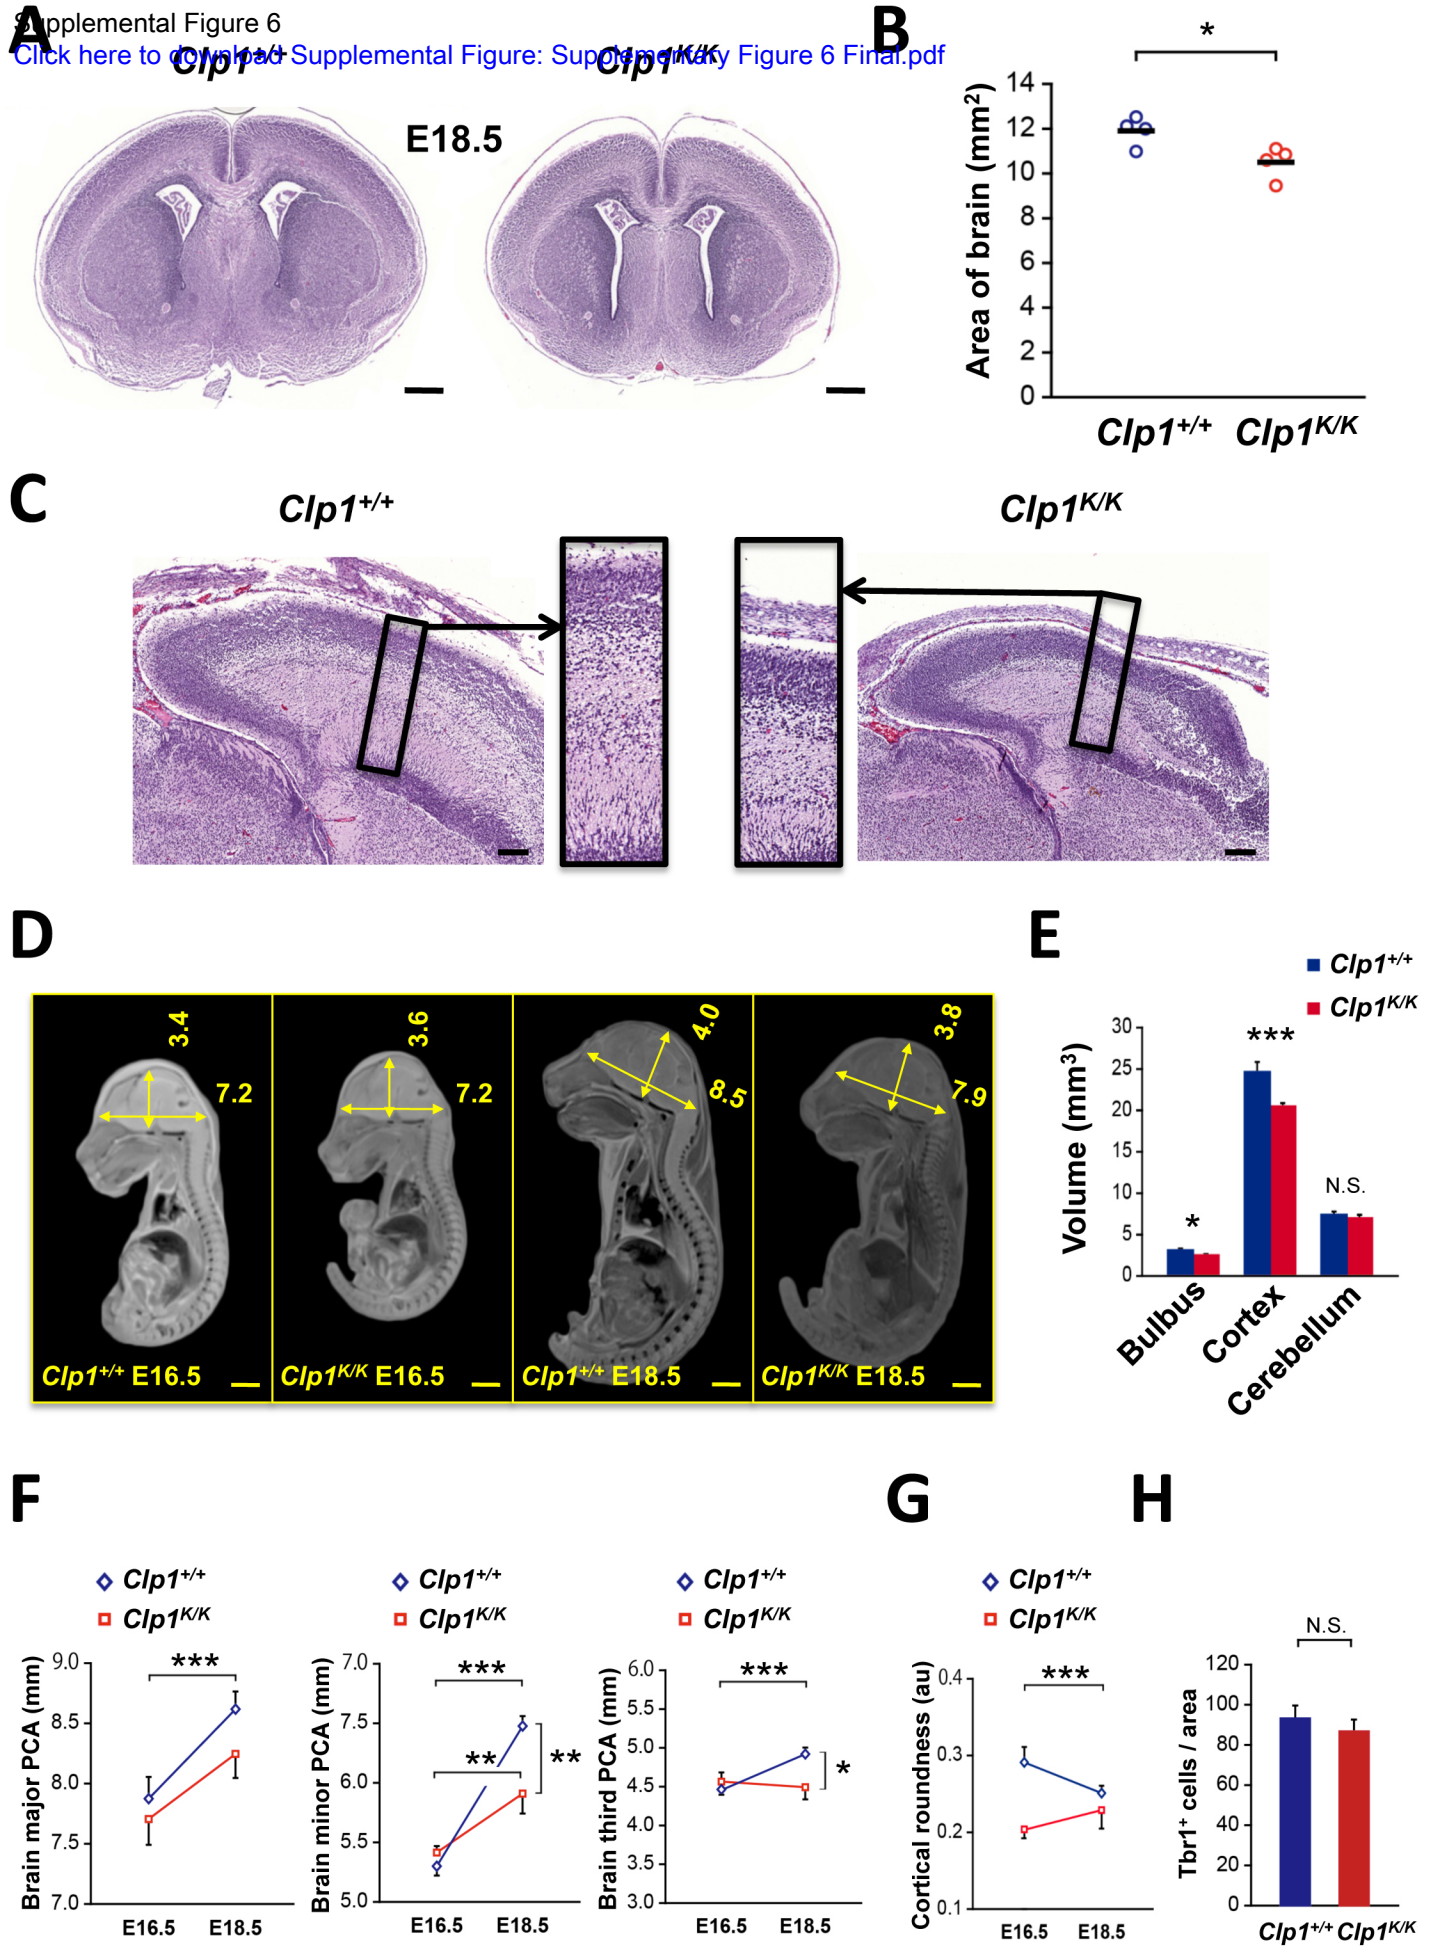 Supplemental Figure 6
Click here to download Supplemental Figure: Supplementary Figure 6 Final.pdf
A
Clp1+/+
Clp1K/K
E18.5
B
*
Area of brain (mm2)
14
12
10
8
6
4
2
0
Clp1+/+ Clp1K/K
C
Clp1+/+
Clp1K/K
D
3.4
7.2
Clp1+/+ E16.5
3.6
7.2
Clp1K/K E16.5
4.0
8.5
Clp1+/+ E18.5
3.8
7.9
Clp1K/K E18.5
E
Clp1+/+
Clp1K/K
Volume (mm3)
30
25
20
15
10
5
0
*
***
N.S.
Bulbus
Cortex
Cerebellum
F
Clp1+/+
Clp1K/K
Brain major PCA (mm)
9.0
8.5
8.0
7.5
7.0
***
E16.5 E18.5
Clp1+/+
Clp1K/K
Brain minor PCA (mm)
7.0
7.5
6.0
5.5
5.0
***
**
**
E16.5 E18.5
Clp1+/+
Clp1K/K
Brain third PCA (mm)
6.0
5.0
4.5
4.0
3.5
3.0
***
*
E16.5 E18.5
G
Clp1+/+
Clp1K/K
Cortical roundness (au)
0.4
0.3
0.2
0.1
***
E16.5 E18.5
H
N.S.
Tbr1+ cells / area
120
100
80
60
40
20
0
Clp1+/+ Clp1K/K